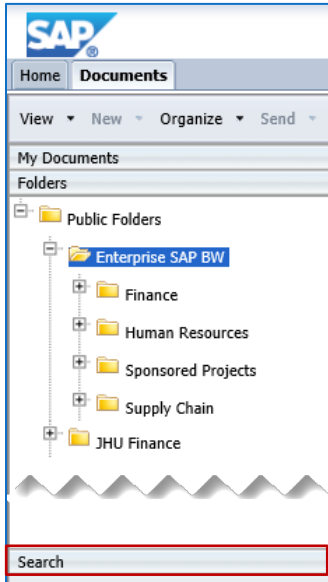 SAP®
Home Documents
View New Organize Send
My Documents
Folders
Public Folders
Enterprise SAP BW
Finance
Human Resources
Sponsored Projects
Supply Chain
JHU Finance
Search